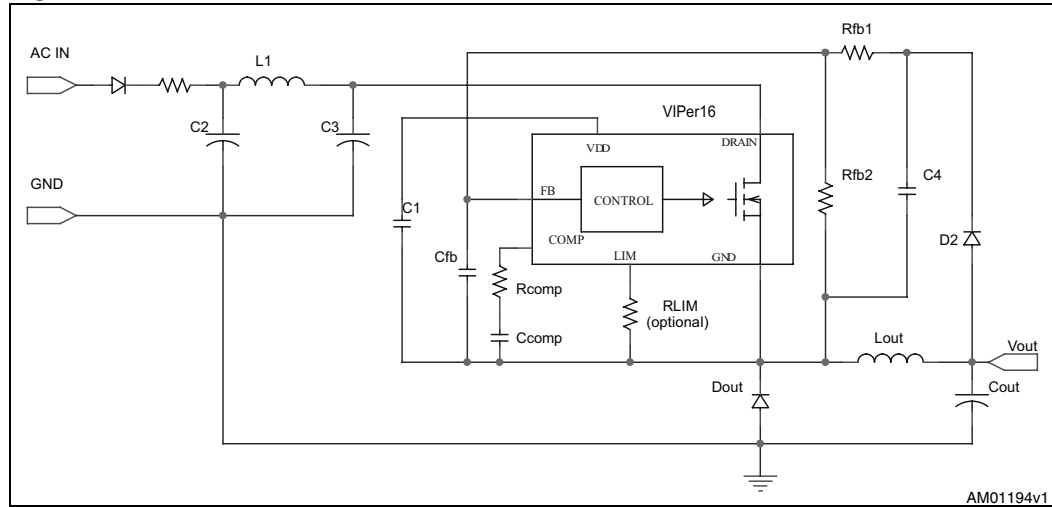 Rfb1
AC IN
L1
VIPer16
C2
C3
VDD
DRAIN
Rfb2
C4
GND
C1
FB
CONTROL
D2
COMP
Cfb
LIM
GND
Rcomp
RLIM
(optional)
Ccomp
Lout
Vout
Dout
Cout
AM01194v1